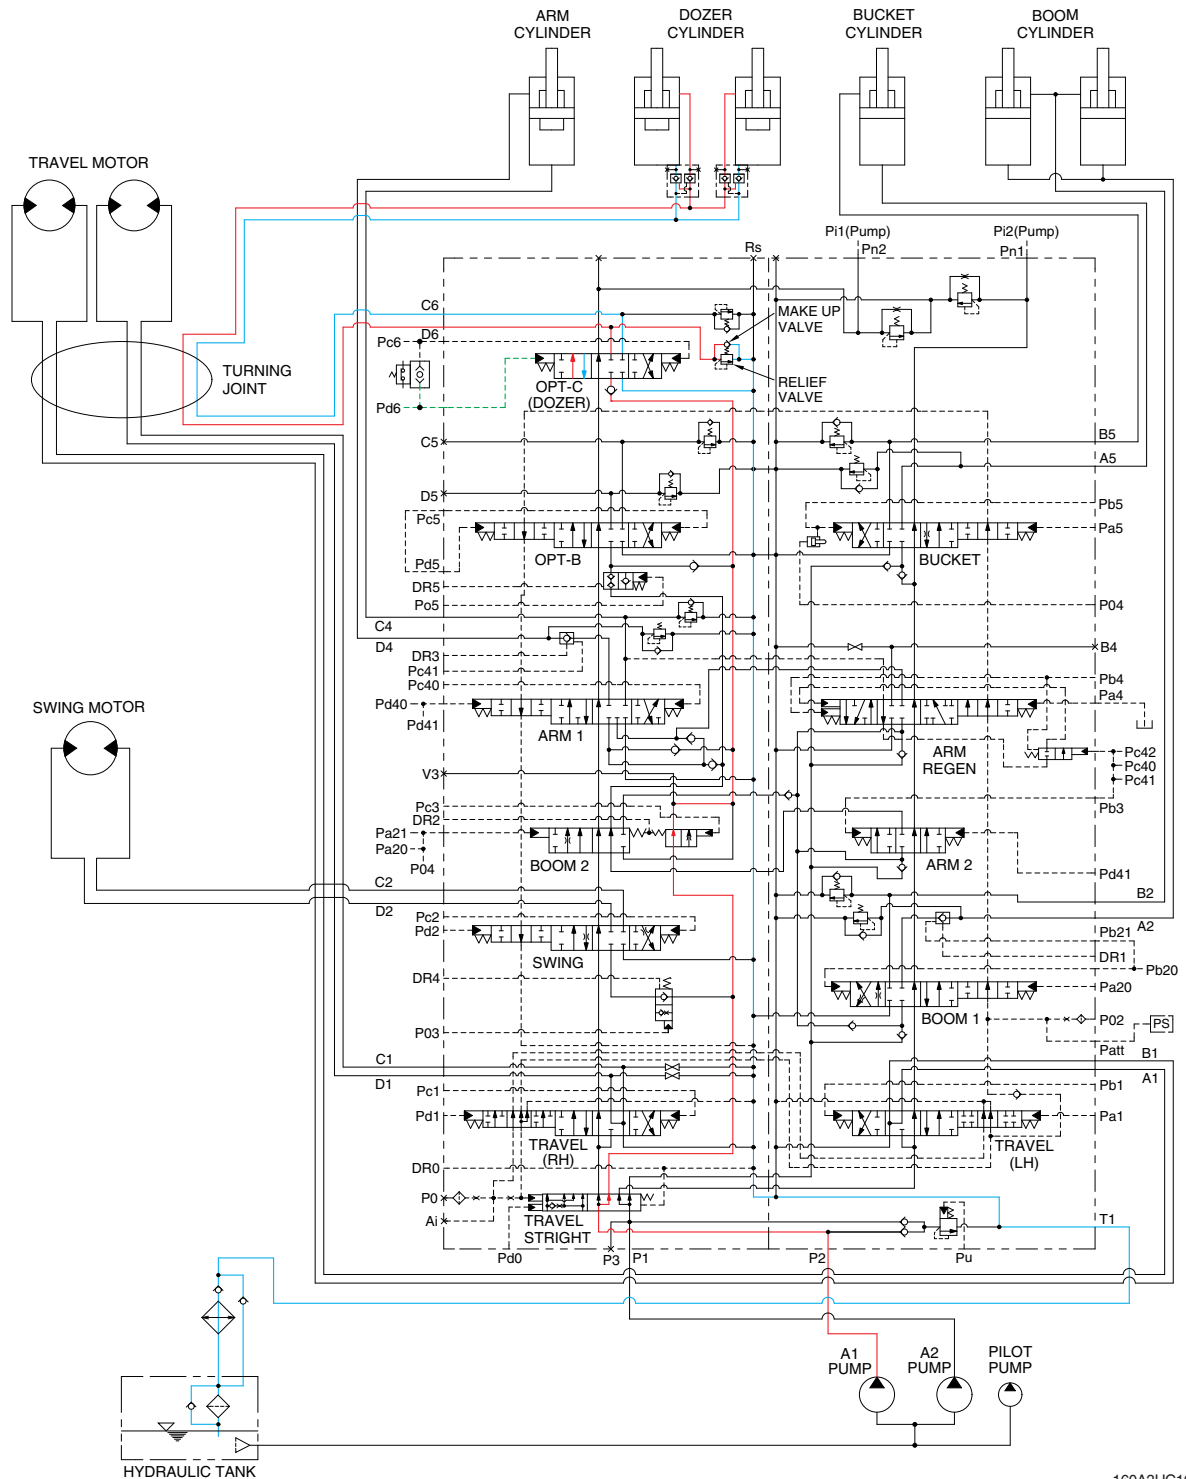 ARM
CYLINDER
DOZER
CYLINDER
BUCKET
CYLINDER
BOOM
CYLINDER
TRAVEL MOTOR
Rs
Pi1(Pump)
Pn2
Pi2(Pump)
Pn1
C6
D6
Pc6
MAKE UP
VALVE
TURNING
JOINT
OPT-C
(DOZER)
RELIEF
VALVE
Pd6
C5
B5
A5
D5
Pc5
Pb5
Pa5
OPT-B
BUCKET
Pd5
DR5
Po5
P04
C4
D4
B4
DR3
Pc41
Pc40
Pb4
Pa4
Pd40
Pd41
SWING MOTOR
ARM 1
ARM
REGEN
Pc42
Pc40
Pc41
V3
Pc3
DR2
Pb3
Pa21
Pa20
P04
BOOM 2
ARM 2
Pd41
C2
D2
B2
A2
Pc2
Pd2
Pb21
DR1
SWING
Pb20
DR4
Pa20
BOOM 1
P03
P02
PS
Patt
C1
D1
B1
A1
Pc1
Pb1
Pd1
Pa1
TRAVEL
(RH)
TRAVEL
(LH)
DR0
P0
Ai
TRAVEL
STRIGHT
T1
Pd0
P3
P1
P2
Pu
A1
PUMP
A2
PUMP
PILOT
PUMP
HYDRAULIC TANK